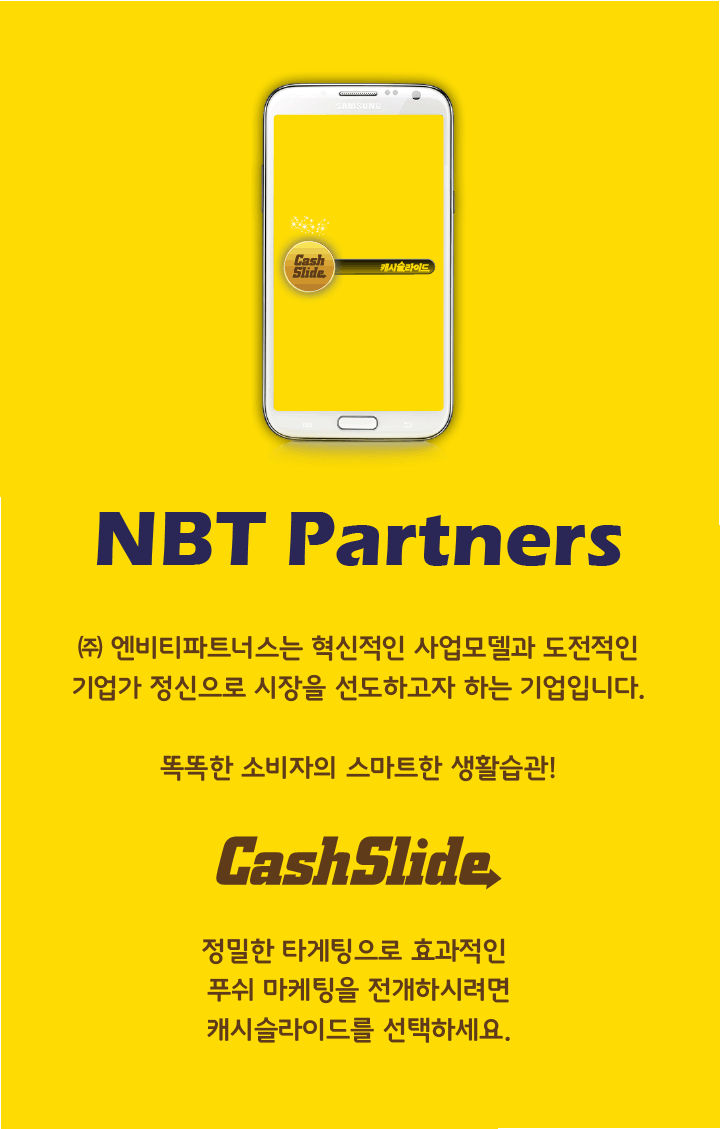 SAMSUNG
Cash
Slide
캐시슬라이드
NBT Partners
㈜ 엔비티파트너스는 혁신적인 사업모델과 도전적인
기업가 정신으로 시장을 선도하고자 하는 기업입니다.
똑똑한 소비자의 스마트한 생활습관!
CashSlide
정밀한 타게팅으로 효과적인
푸쉬 마케팅을 전개하시려면
캐시슬라이드를 선택하세요.